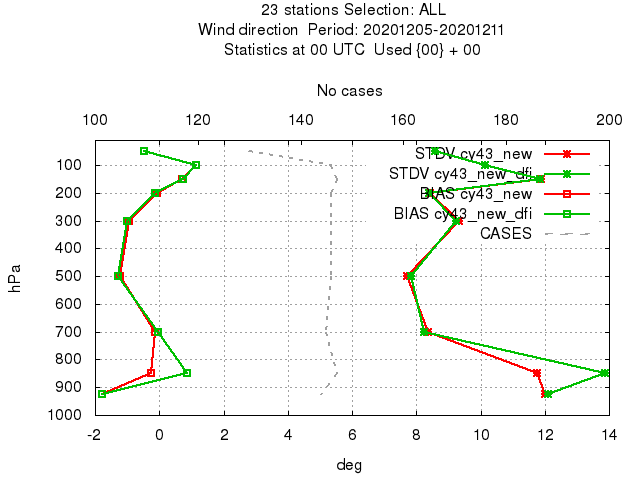 23 stations Selection: ALL
Wind direction  Period: 20201205-20201211
Statistics at 00 UTC  Used {00} + 00
No cases
100 120 140 160 180 200
STDV cy43_new
100
STDV cy43_new_dfi
200
BIAS cy43_new
BIAS cy43_new_dfi
300
CASES
400
hPa
500
600
700
800
900
1000
-2 0 2 4 6 8 10 12 14
deg